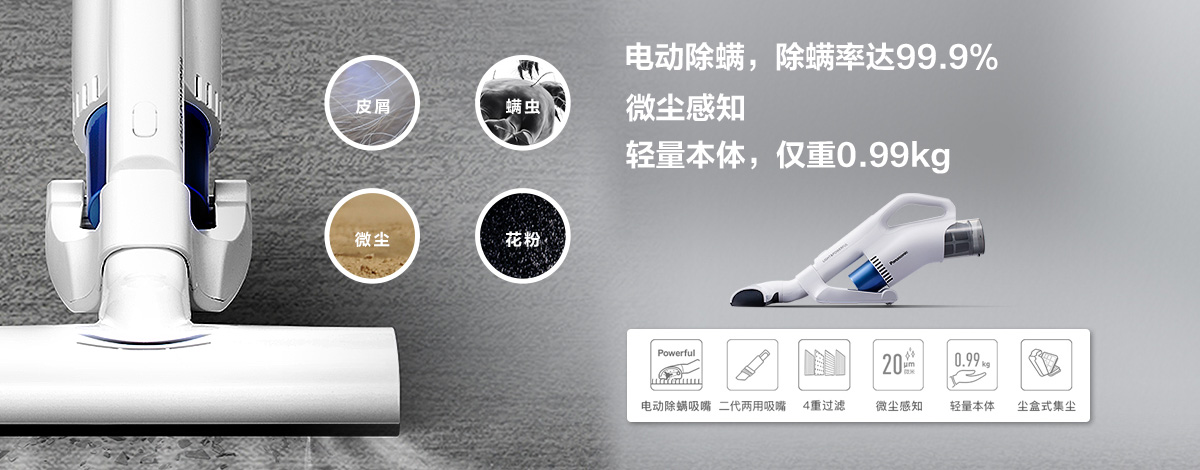 皮屑
螨虫
微尘
花粉
电动除螨，除螨率达99.9%
微尘感知
轻量本体，仅重0.99kg
Panasonic
Powerful
20μm
微米
0.99kg
电动除螨吸嘴
二代两用吸嘴
4重过滤
微尘感知
轻量本体
尘盒式集尘